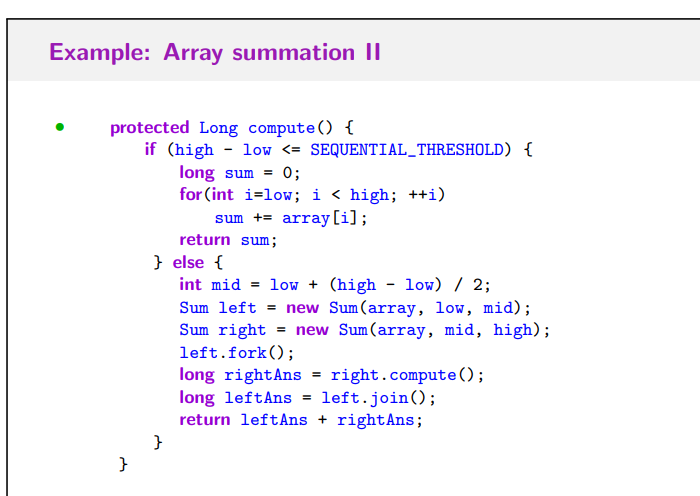 Example: Array summation II
• protected Long compute() {
if (high - low <= SEQUENTIAL_THRESHOLD) {
long sum = 0;
for(int i=low; i < high; ++i)
sum += array[i];
return sum;
} else {
int mid = low + (high - low) / 2;
Sum left = new Sum(array, low, mid);
Sum right = new Sum(array, mid, high);
left.fork();
long rightAns = right.compute();
long leftAns = left.join();
return leftAns + rightAns;
}
}